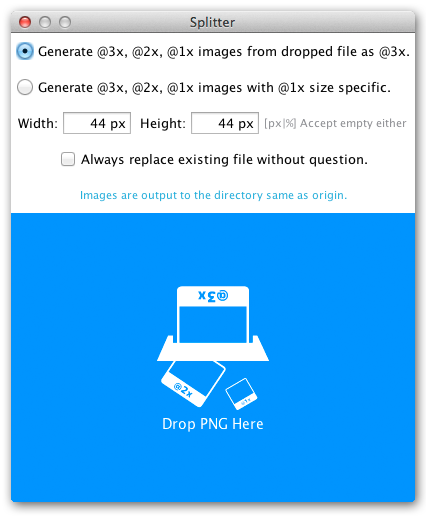 Splitter
Generate @3x, @2x, @1x images from dropped file as @3x.
Generate @3x, @2x, @1x images with @1x size specific.
Width: 44 px Height: 44 px [px|%] Accept empty either
Always replace existing file without question.
Images are output to the directory same as origin.
@3x
@2x
@1x
Drop PNG Here